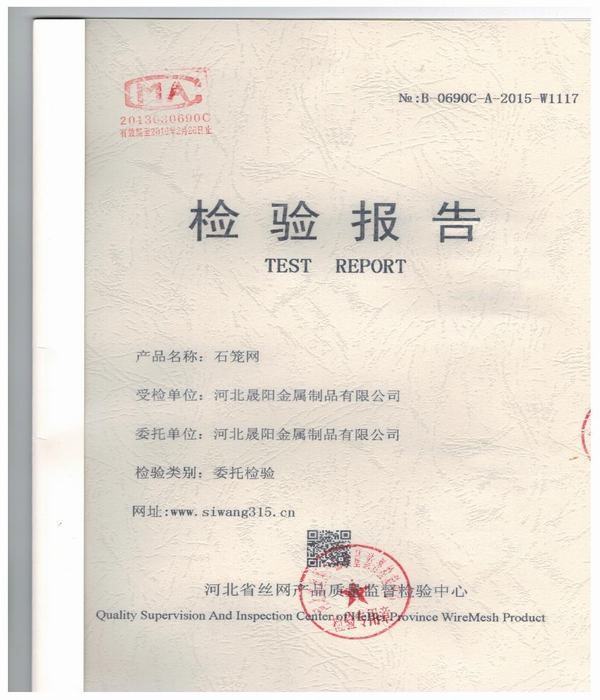 CMA
№:B-0690C-A-2015-W1117
2013030690C
检验报告
TEST REPORT
产品名称：石笼网
受检单位：河北晟阳金属制品有限公司
委托单位：河北晟阳金属制品有限公司
检验类别：委托检验
网址:www.siwang315.cn
河北省丝网产品质量监督检验中心
Quality Supervision And Inspection Center of HeBei Province WireMesh Product